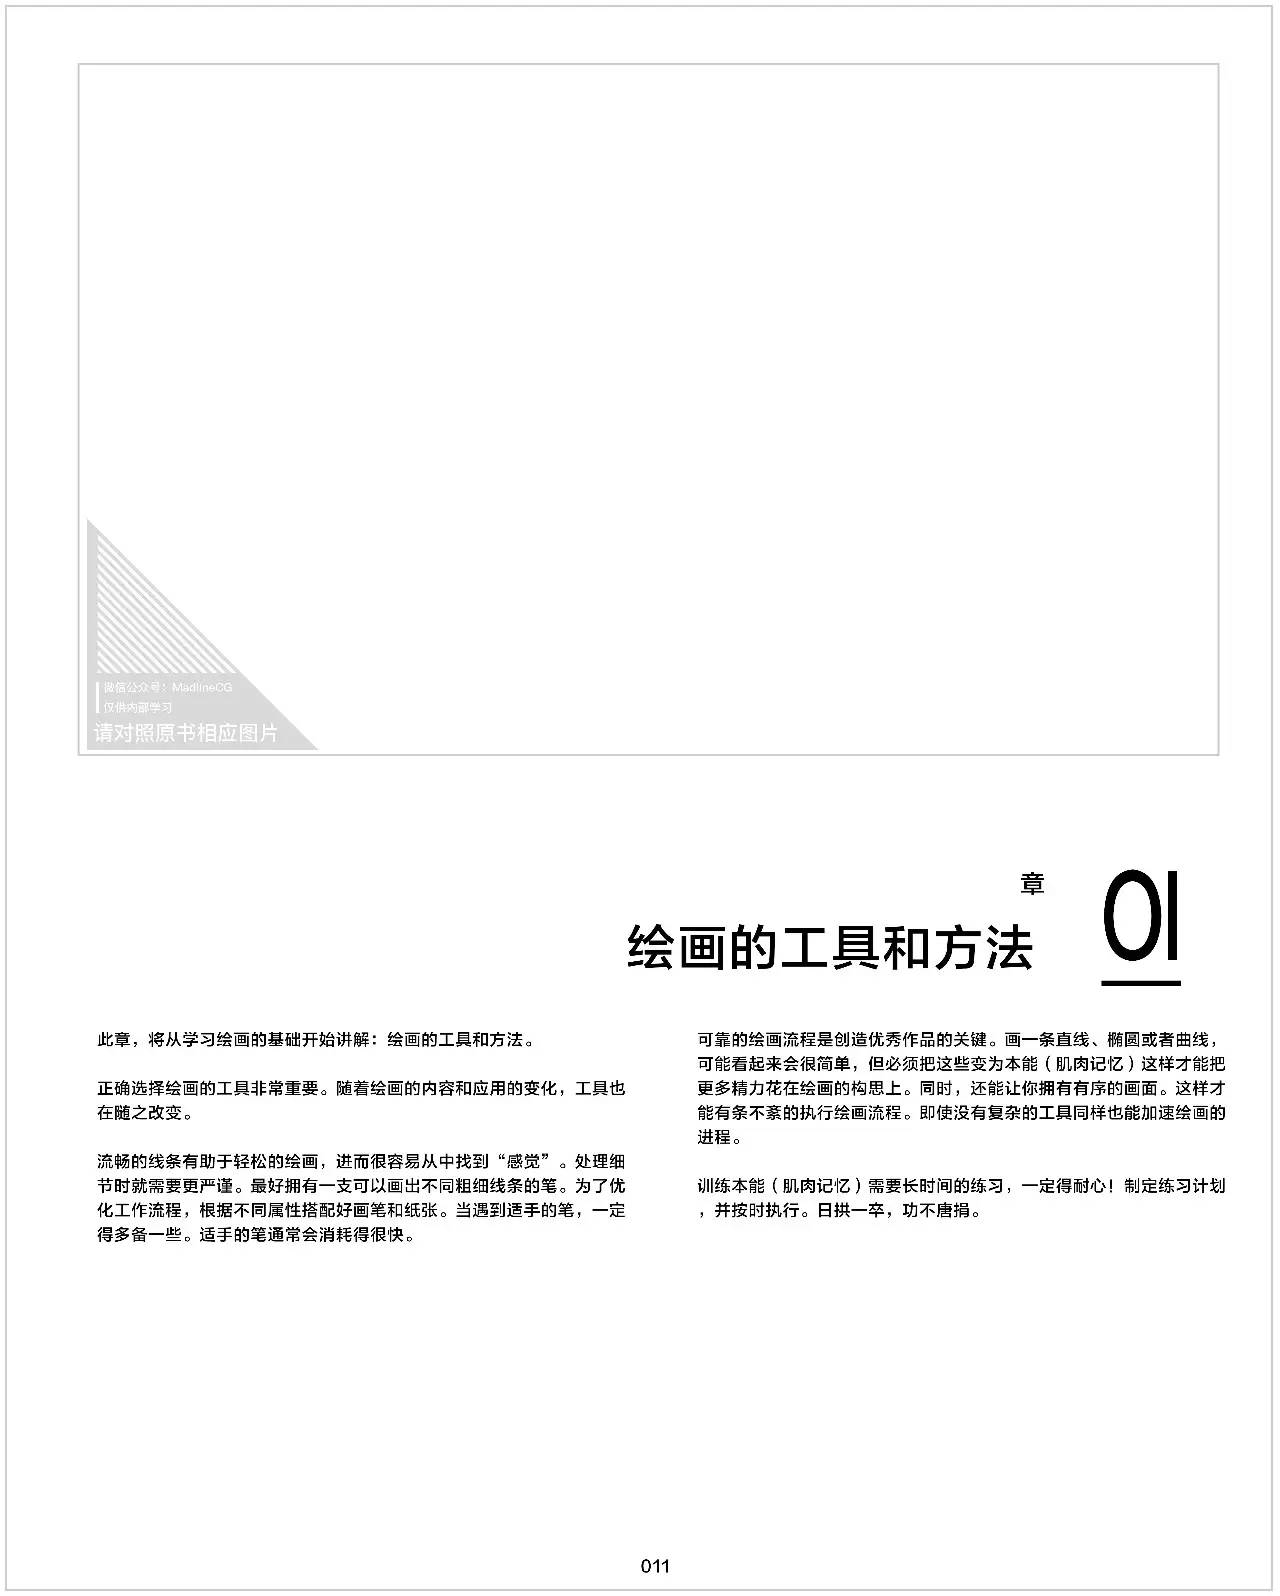 微信公众号：MadlineCG
仅供内部学习
请对照原书相应图片
章
01
绘画的工具和方法
此章，将从学习绘画的基础开始讲解：绘画的工具和方法。
正确选择绘画的工具非常重要。随着绘画的内容和应用的变化，工具也
在随之改变。
流畅的线条有助于轻松的绘画，进而很容易从中找到“感觉”。处理细
节时就需要更严谨。最好拥有一支可以画出不同粗细线条的笔。为了优
化工作流程，根据不同属性搭配好画笔和纸张。当遇到适手的笔，一定
得多备一些。适手的笔通常会消耗得很快。
可靠的绘画流程是创造优秀作品的关键。画一条直线、椭圆或者曲线，
可能看起来会很简单，但必须把这些变为本能（肌肉记忆）这样才能把
更多精力花在绘画的构思上。同时，还能让你拥有有序的画面。这样才
能有条不紊的执行绘画流程。即使没有复杂的工具同样也能加速绘画的
进程。
训练本能（肌肉记忆）需要长时间的练习，一定得耐心！制定练习计划
，并按时执行。日拱一卒，功不唐捐。
011